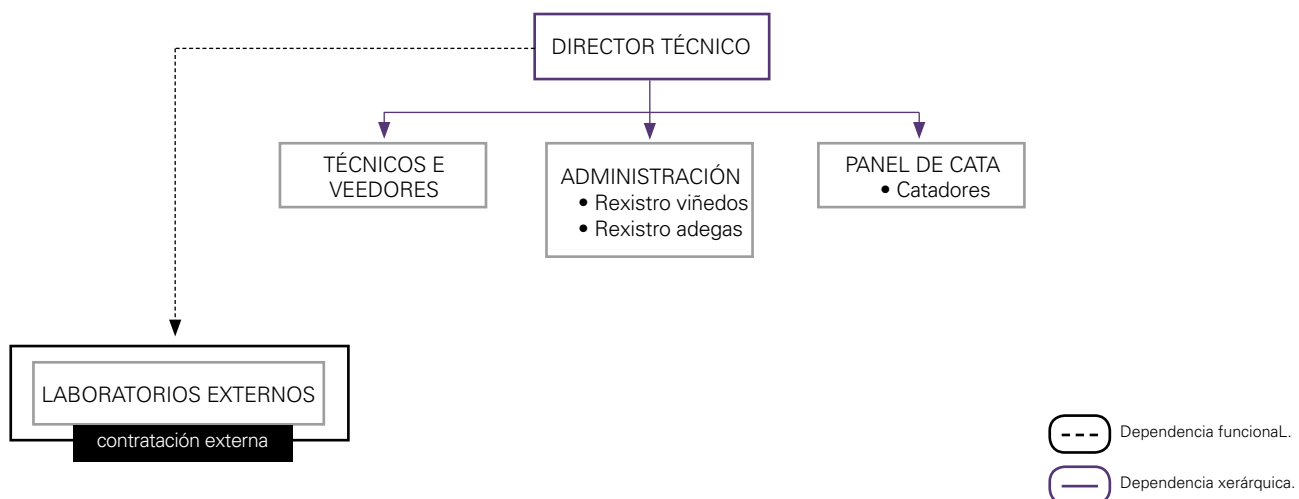 DIRECTOR TÉCNICO
TÉCNICOS E
VEEDORES
ADMINISTRACIÓN
• Rexistro viñedos
• Rexistro adegas
PANEL DE CATA
• Catadores
LABORATORIOS EXTERNOS
contratación externa
Dependencia funcionaL.
Dependencia xerárquica.